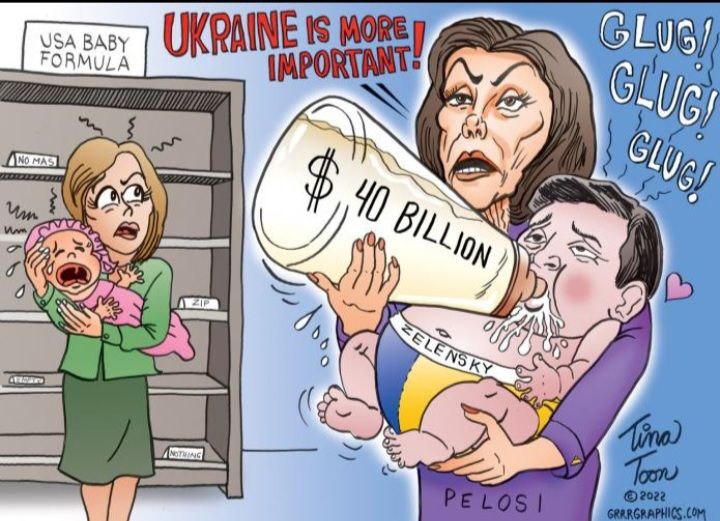 USA BABY
FORMULA
UKRAINE IS MORE
IMPORTANT!
GLUG!
GLUG!
GLUG!
NO MAS
$ 40 BILLION
ZIP
ZELENSKY
EMPTY
NOTHING
PELOSI
Tina
Toon
© 2022
GRRRGRAPHICS.COM